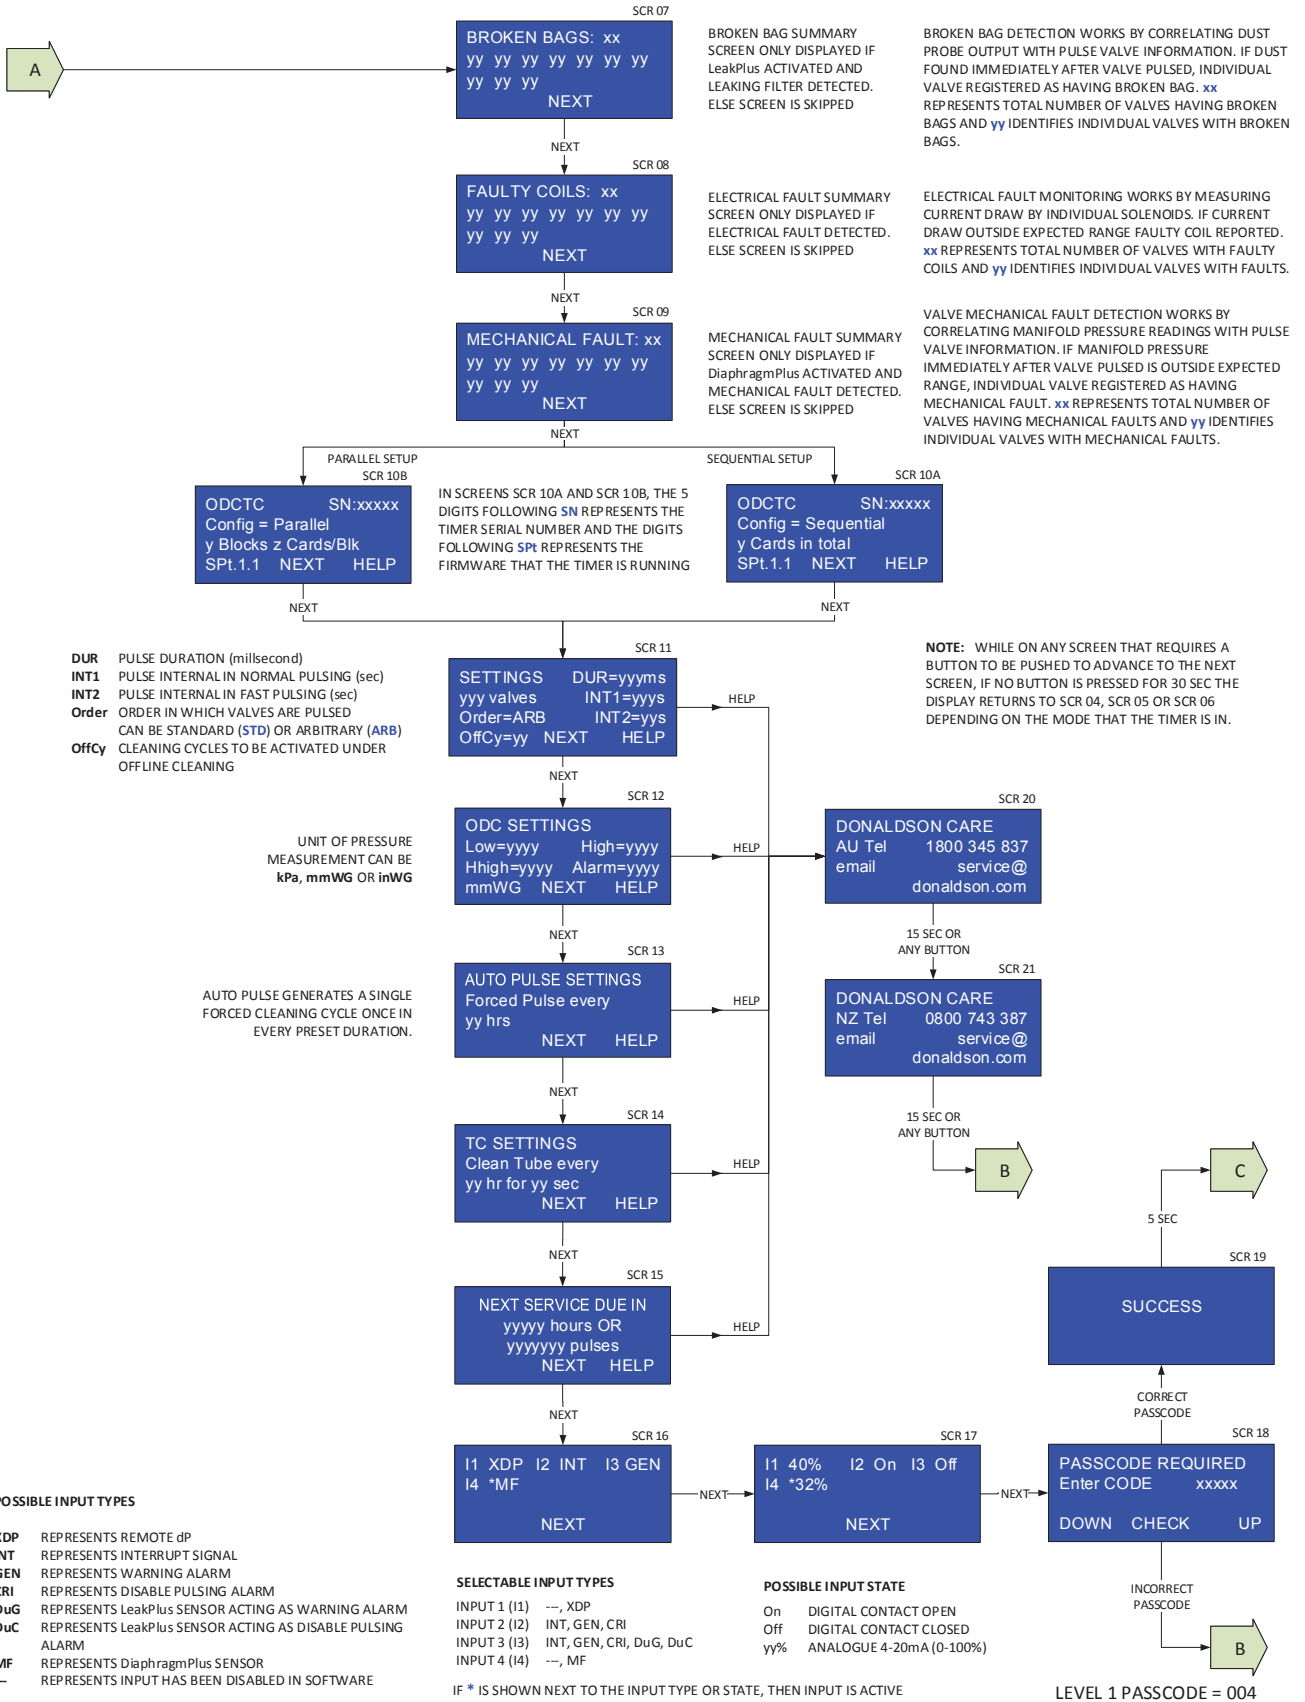 A
SCR 07
BROKEN BAGS: xx
yy yy yy yy yy yy yy
yy yy yy
NEXT
BROKEN BAG SUMMARY
SCREEN ONLY DISPLAYED IF
LeakPlus ACTIVATED AND
LEAKING FILTER DETECTED.
ELSE SCREEN IS SKIPPED
BROKEN BAG DETECTION WORKS BY CORRELATING DUST
PROBE OUTPUT WITH PULSE VALVE INFORMATION. IF DUST
FOUND IMMEDIATELY AFTER VALVE PULSED, INDIVIDUAL
VALVE REGISTERED AS HAVING BROKEN BAG. xx
REPRESENTS TOTAL NUMBER OF VALVES HAVING BROKEN
BAGS AND yy IDENTIFIES INDIVIDUAL VALVES WITH BROKEN
BAGS.
NEXT
SCR 08
FAULTY COILS: xx
yy yy yy yy yy yy yy
yy yy yy
NEXT
ELECTRICAL FAULT SUMMARY
SCREEN ONLY DISPLAYED IF
ELECTRICAL FAULT DETECTED.
ELSE SCREEN IS SKIPPED
ELECTRICAL FAULT MONITORING WORKS BY MEASURING
CURRENT DRAW BY INDIVIDUAL SOLENOIDS. IF CURRENT
DRAW OUTSIDE EXPECTED RANGE FAULTY COIL REPORTED.
xx REPRESENTS TOTAL NUMBER OF VALVES WITH FAULTY
COILS AND yy IDENTIFIES INDIVIDUAL VALVES WITH FAULTS.
NEXT
SCR 09
MECHANICAL FAULT: xx
yy yy yy yy yy yy yy
yy yy yy
NEXT
MECHANICAL FAULT SUMMARY
SCREEN ONLY DISPLAYED IF
DiaphragmPlus ACTIVATED AND
MECHANICAL FAULT DETECTED.
ELSE SCREEN IS SKIPPED
VALVE MECHANICAL FAULT DETECTION WORKS BY
CORRELATING MANIFOLD PRESSURE READINGS WITH PULSE
VALVE INFORMATION. IF MANIFOLD PRESSURE
IMMEDIATELY AFTER VALVE PULSED IS OUTSIDE EXPECTED
RANGE, INDIVIDUAL VALVE REGISTERED AS HAVING
MECHANICAL FAULT. xx REPRESENTS TOTAL NUMBER OF
VALVES HAVING MECHANICAL FAULTS AND yy IDENTIFIES
INDIVIDUAL VALVES WITH MECHANICAL FAULTS.
NEXT
PARALLEL SETUP
SEQUENTIAL SETUP
SCR 10B
ODCTC SN:xxxxx
Config = Parallel
y Blocks z Cards/Blk
SPt.1.1 NEXT HELP
IN SCREENS SCR 10A AND SCR 10B, THE 5
DIGITS FOLLOWING SN REPRESENTS THE
TIMER SERIAL NUMBER AND THE DIGITS
FOLLOWING SPt REPRESENTS THE
FIRMWARE THAT THE TIMER IS RUNNING
SCR 10A
ODCTC SN:xxxxx
Config = Sequential
y Cards in total
SPt.1.1 NEXT HELP
NEXT
NEXT
DUR PULSE DURATION (millsecond)
INT1 PULSE INTERNAL IN NORMAL PULSING (sec)
INT2 PULSE INTERNAL IN FAST PULSING (sec)
Order ORDER IN WHICH VALVES ARE PULSED
CAN BE STANDARD (STD) OR ARBITRARY (ARB)
OffCy CLEANING CYCLES TO BE ACTIVATED UNDER
OFFLINE CLEANING
SCR 11
SETTINGS DUR=yyyms
yyy valves INT1=yyys
Order=ARB INT2=yys
OffCy=yy NEXT HELP
HELP
NOTE: WHILE ON ANY SCREEN THAT REQUIRES A
BUTTON TO BE PUSHED TO ADVANCE TO THE NEXT
SCREEN, IF NO BUTTON IS PRESSED FOR 30 SEC THE
DISPLAY RETURNS TO SCR 04, SCR 05 OR SCR 06
DEPENDING ON THE MODE THAT THE TIMER IS IN.
NEXT
UNIT OF PRESSURE
MEASUREMENT CAN BE
kPa, mmWG OR inWG
SCR 12
ODC SETTINGS
Low=yyyy High=yyyy
Hhigh=yyyy Alarm=yyyy
mmWG NEXT HELP
HELP
SCR 20
DONALDSON CARE
AU Tel 1800 345 837
email service@
donaldson.com
NEXT
15 SEC OR
ANY BUTTON
AUTO PULSE GENERATES A SINGLE
FORCED CLEANING CYCLE ONCE IN
EVERY PRESET DURATION.
SCR 13
AUTO PULSE SETTINGS
Forced Pulse every
yy hrs
NEXT HELP
HELP
SCR 21
DONALDSON CARE
NZ Tel 0800 743 387
email service@
donaldson.com
NEXT
15 SEC OR
ANY BUTTON
B
SCR 14
TC SETTINGS
Clean Tube every
yy hr for yy sec
NEXT HELP
HELP
C
5 SEC
NEXT
SCR 15
NEXT SERVICE DUE IN
yyyyy hours OR
yyyyyyy pulses
NEXT HELP
HELP
SCR 19
SUCCESS
CORRECT
PASSCODE
NEXT
SCR 16
I1 XDP I2 INT I3 GEN
I4 *MF
NEXT
NEXT
SCR 17
I1 40% I2 On I3 Off
I4 *32%
NEXT
NEXT
SCR 18
PASSCODE REQUIRED
Enter CODE xxxxx
DOWN CHECK UP
INCORRECT
PASSCODE
B
LEVEL 1 PASSCODE = 004
POSSIBLE INPUT TYPES
XDP REPRESENTS REMOTE dP
INT REPRESENTS INTERRUPT SIGNAL
GEN REPRESENTS WARNING ALARM
CRI REPRESENTS DISABLE PULSING ALARM
DuG REPRESENTS LeakPlus SENSOR ACTING AS WARNING ALARM
DuC REPRESENTS LeakPlus SENSOR ACTING AS DISABLE PULSING
ALARM
MF REPRESENTS DiaphragmPlus SENSOR
--- REPRESENTS INPUT HAS BEEN DISABLED IN SOFTWARE
SELECTABLE INPUT TYPES
INPUT 1 (I1) ---, XDP
INPUT 2 (I2) INT, GEN, CRI
INPUT 3 (I3) INT, GEN, CRI, DuG, DuC
INPUT 4 (I4) ---, MF
POSSIBLE INPUT STATE
On DIGITAL CONTACT OPEN
Off DIGITAL CONTACT CLOSED
yy% ANALOGUE 4-20mA (0-100%)
IF * IS SHOWN NEXT TO THE INPUT TYPE OR STATE, THEN INPUT IS ACTIVE